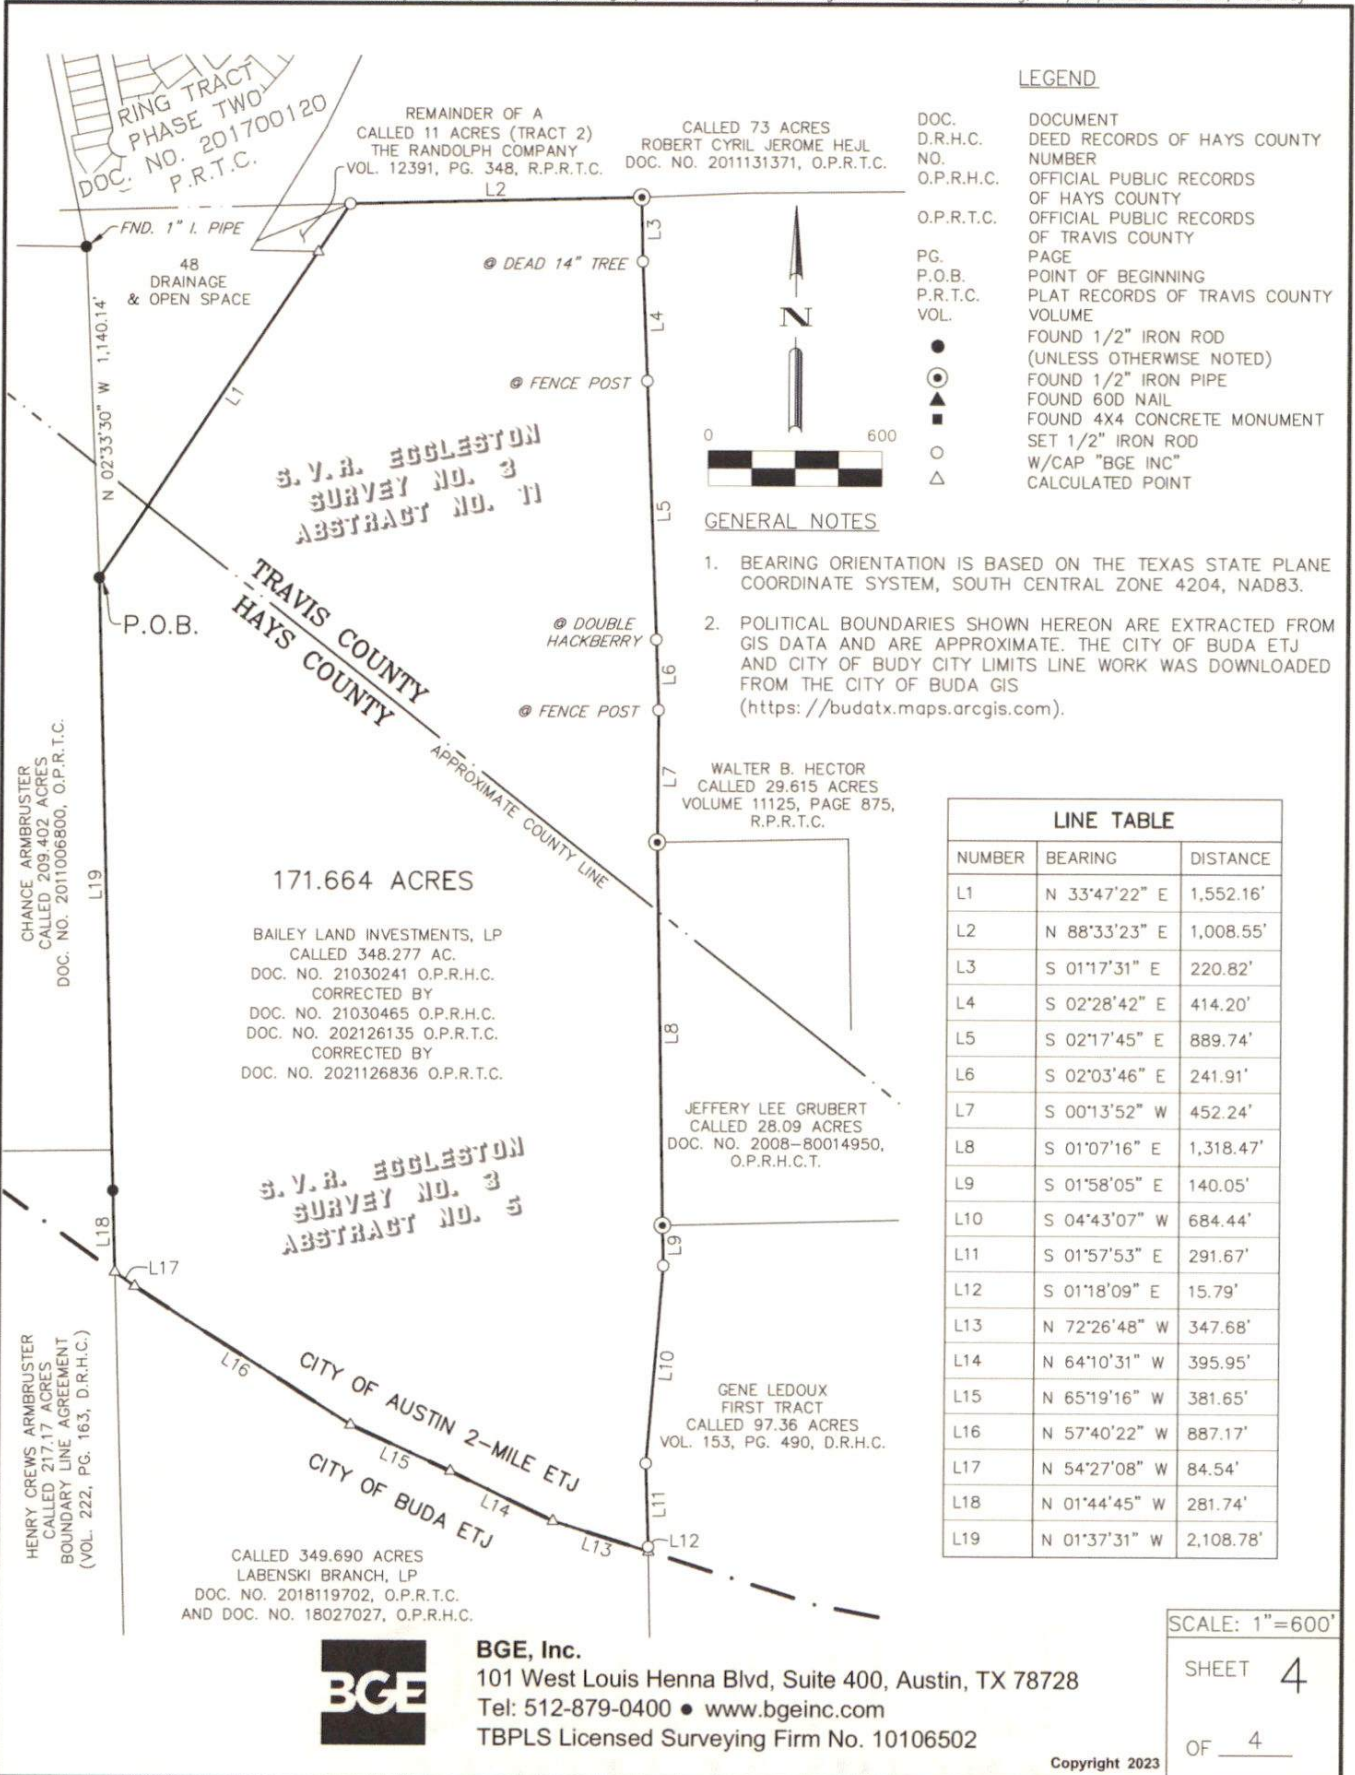 RING TRACT
PHASE TWO
DOC. NO. 201700120
P.R.T.C.
REMAINDER OF A
CALLED 11 ACRES (TRACT 2)
THE RANDOLPH COMPANY
VOL. 12391, PG. 348, R.P.R.T.C.
CALLED 73 ACRES
ROBERT CYRIL JEROME HEJL
DOC. NO. 2011131371, O.P.R.T.C.
L2
FND. 1" I. PIPE
48
DRAINAGE
& OPEN SPACE
N 02°33'30" W 1,140.14'
L1
L3
@ DEAD 14" TREE
L4
@ FENCE POST
N
0 600
S. V. R. EGGLESTON
SURVEY NO. 3
ABSTRACT NO. 11
L5
P.O.B.
TRAVIS COUNTY
HAYS COUNTY
@ DOUBLE
HACKBERRY
L6
@ FENCE POST
L7
APPROXIMATE COUNTY LINE
WALTER B. HECTOR
CALLED 29.615 ACRES
VOLUME 11125, PAGE 875,
R.P.R.T.C.
CHANCE ARMBRUSTER
CALLED 209.402 ACRES
DOC. NO. 2011006800, O.P.R.T.C.
L19
171.664 ACRES
BAILEY LAND INVESTMENTS, LP
CALLED 348.277 AC.
DOC. NO. 21030241 O.P.R.H.C.
CORRECTED BY
DOC. NO. 21030465 O.P.R.H.C.
DOC. NO. 202126135 O.P.R.T.C.
CORRECTED BY
DOC. NO. 2021126836 O.P.R.T.C.
L8
JEFFERY LEE GRUBERT
CALLED 28.09 ACRES
DOC. NO. 2008-80014950,
O.P.R.H.C.T.
S. V. R. EGGLESTON
SURVEY NO. 3
ABSTRACT NO. 5
L18
L17
L9
L16
CITY OF AUSTIN 2-MILE ETJ
CITY OF BUDA ETJ
L15
L14
L13
L10
L11
L12
GENE LEDOUX
FIRST TRACT
CALLED 97.36 ACRES
VOL. 153, PG. 490, D.R.H.C.
HENRY CREWS ARMBRUSTER
CALLED 217.17 ACRES
BOUNDARY LINE AGREEMENT
(VOL. 222, PG. 163, D.R.H.C.)
CALLED 349.690 ACRES
LABENSKI BRANCH, LP
DOC. NO. 2018119702, O.P.R.T.C.
AND DOC. NO. 18027027, O.P.R.H.C.
LEGEND
DOC. DOCUMENT
D.R.H.C. DEED RECORDS OF HAYS COUNTY
NO. NUMBER
O.P.R.H.C. OFFICIAL PUBLIC RECORDS
OF HAYS COUNTY
O.P.R.T.C. OFFICIAL PUBLIC RECORDS
OF TRAVIS COUNTY
PG. PAGE
P.O.B. POINT OF BEGINNING
P.R.T.C. PLAT RECORDS OF TRAVIS COUNTY
VOL. VOLUME
FOUND 1/2" IRON ROD
(UNLESS OTHERWISE NOTED)
FOUND 1/2" IRON PIPE
FOUND 60D NAIL
FOUND 4X4 CONCRETE MONUMENT
SET 1/2" IRON ROD
W/CAP "BGE INC"
CALCULATED POINT
GENERAL NOTES
1. BEARING ORIENTATION IS BASED ON THE TEXAS STATE PLANE
COORDINATE SYSTEM, SOUTH CENTRAL ZONE 4204, NAD83.
2. POLITICAL BOUNDARIES SHOWN HEREON ARE EXTRACTED FROM
GIS DATA AND ARE APPROXIMATE. THE CITY OF BUDA ETJ
AND CITY OF BUDY CITY LIMITS LINE WORK WAS DOWNLOADED
FROM THE CITY OF BUDA GIS
(https://budatx.maps.arcgis.com).
LINE TABLE
NUMBER BEARING DISTANCE
L1 N 33°47'22" E 1,552.16'
L2 N 88°33'23" E 1,008.55'
L3 S 01°17'31" E 220.82'
L4 S 02°28'42" E 414.20'
L5 S 02°17'45" E 889.74'
L6 S 02°03'46" E 241.91'
L7 S 00°13'52" W 452.24'
L8 S 01°07'16" E 1,318.47'
L9 S 01°58'05" E 140.05'
L10 S 04°43'07" W 684.44'
L11 S 01°57'53" E 291.67'
L12 S 01°18'09" E 15.79'
L13 N 72°26'48" W 347.68'
L14 N 64°10'31" W 395.95'
L15 N 65°19'16" W 381.65'
L16 N 57°40'22" W 887.17'
L17 N 54°27'08" W 84.54'
L18 N 01°44'45" W 281.74'
L19 N 01°37'31" W 2,108.78'
BGE
BGE, Inc.
101 West Louis Henna Blvd, Suite 400, Austin, TX 78728
Tel: 512-879-0400 ● www.bgeinc.com
TBPLS Licensed Surveying Firm No. 10106502
Copyright 2023
SCALE: 1"=600'
SHEET 4
OF 4